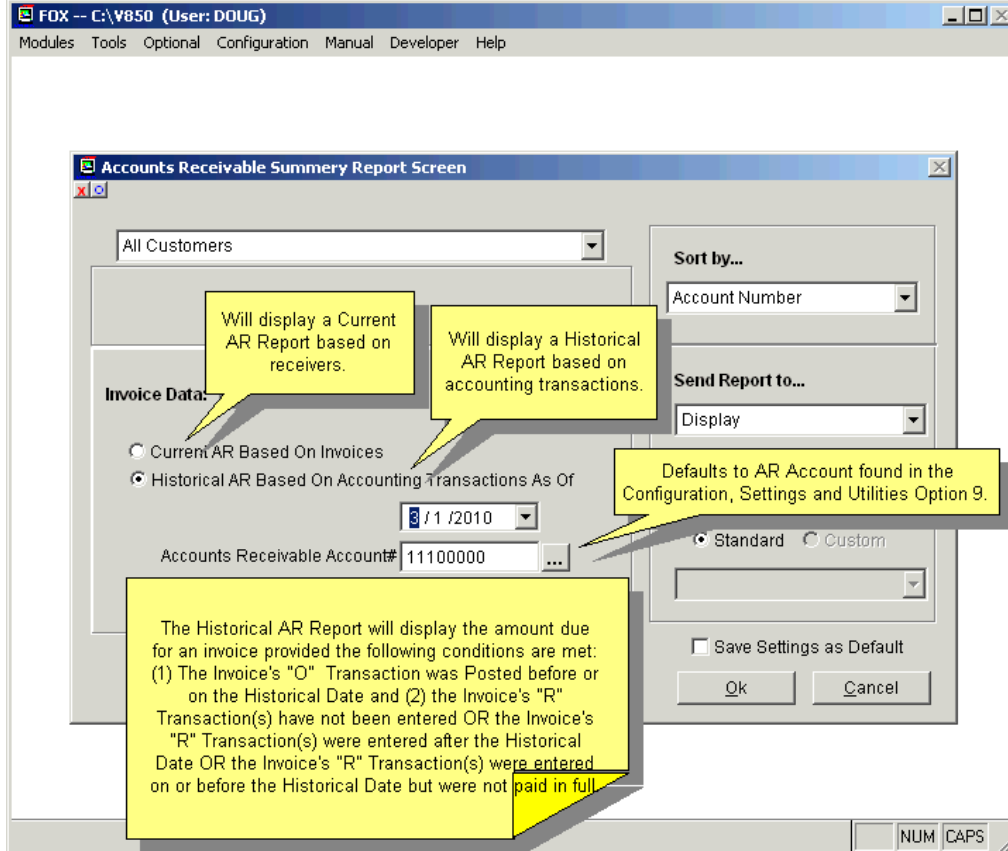 FOX -- C:\V850 (User: DOUG)
Modules Tools Optional Configuration Manual Developer Help
Accounts Receivable Summery Report Screen
All Customers
Sort by...
Account Number
Will display a Current
AR Report based on
receivers.
Will display a Historical
AR Report based on
accounting transactions.
Invoice Data:
Send Report to...
Display
Current AR Based On Invoices
Historical AR Based On Accounting Transactions As Of
3 / 1 /2010
Defaults to AR Account found in the
Configuration, Settings and Utilities Option 9.
Standard Custom
Accounts Receivable Account# 11100000 ...
The Historical AR Report will display the amount due
for an invoice provided the following conditions are met:
(1) The Invoice's "O" Transaction was Posted before or
on the Historical Date and (2) the Invoice's "R"
Transaction(s) have not been entered OR the Invoice's
"R" Transaction(s) were entered after the Historical
Date OR the Invoice's "R" Transaction(s) were entered
on or before the Historical Date but were not paid in full.
Save Settings as Default
Ok Cancel
NUM CAPS